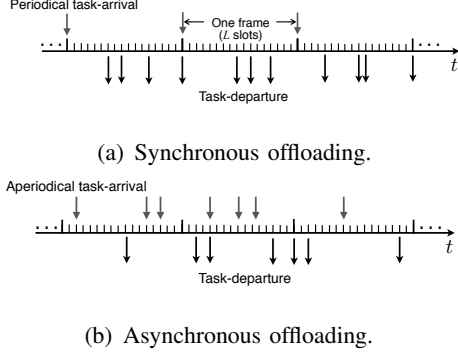 Periodical task-arrival
One frame
(L slots)
t
Task-departure
(a) Synchronous offloading.
Aperiodical task-arrival
t
Task-departure
(b) Asynchronous offloading.